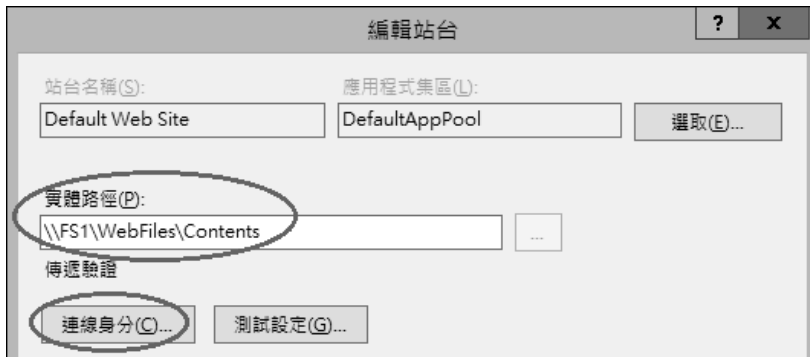 編輯站台
? x
站台名稱(S): 應用程式集區(L):
Default Web Site DefaultAppPool 選取(E)...
實體路徑(P):
\\FS1\WebFiles\Contents ...
傳遞驗證
連線身分(C)... 測試設定(G)...